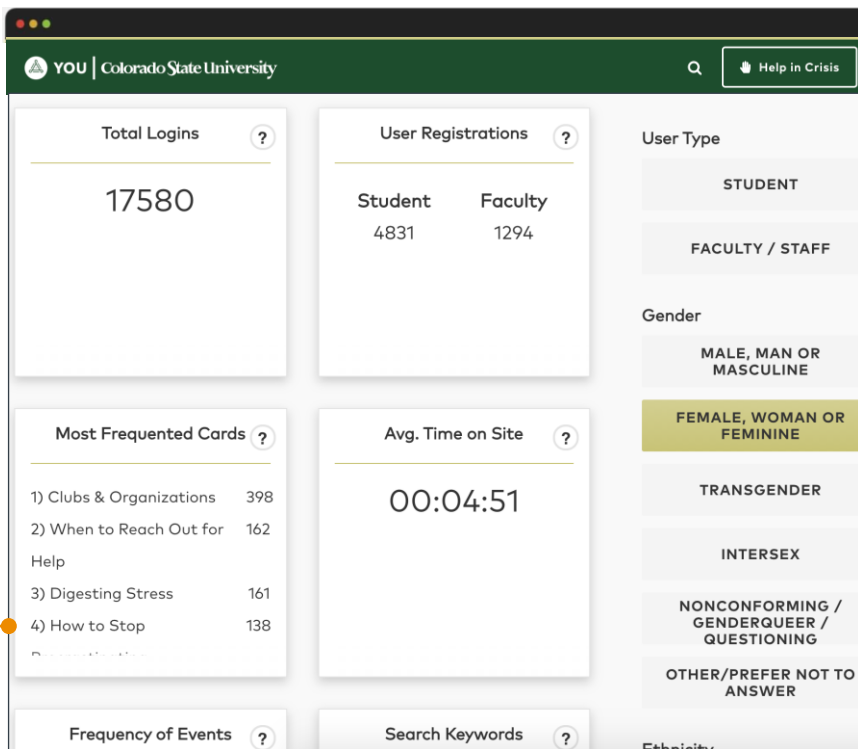 YOU | Colorado State University
Help in Crisis
Total Logins ?
17580
User Registrations ?
Student Faculty
4831 1294
Most Frequented Cards ?
1) Clubs & Organizations 398
2) When to Reach Out for 162
Help
3) Digesting Stress 161
4) How to Stop 138
Avg. Time on Site ?
00:04:51
Frequency of Events ?
Search Keywords ?
User Type
STUDENT
FACULTY / STAFF
Gender
MALE, MAN OR
MASCULINE
FEMALE, WOMAN OR
FEMININE
TRANSGENDER
INTERSEX
NONCONFORMING /
GENDERQUEER /
QUESTIONING
OTHER/PREFER NOT TO
ANSWER
Ethnicity